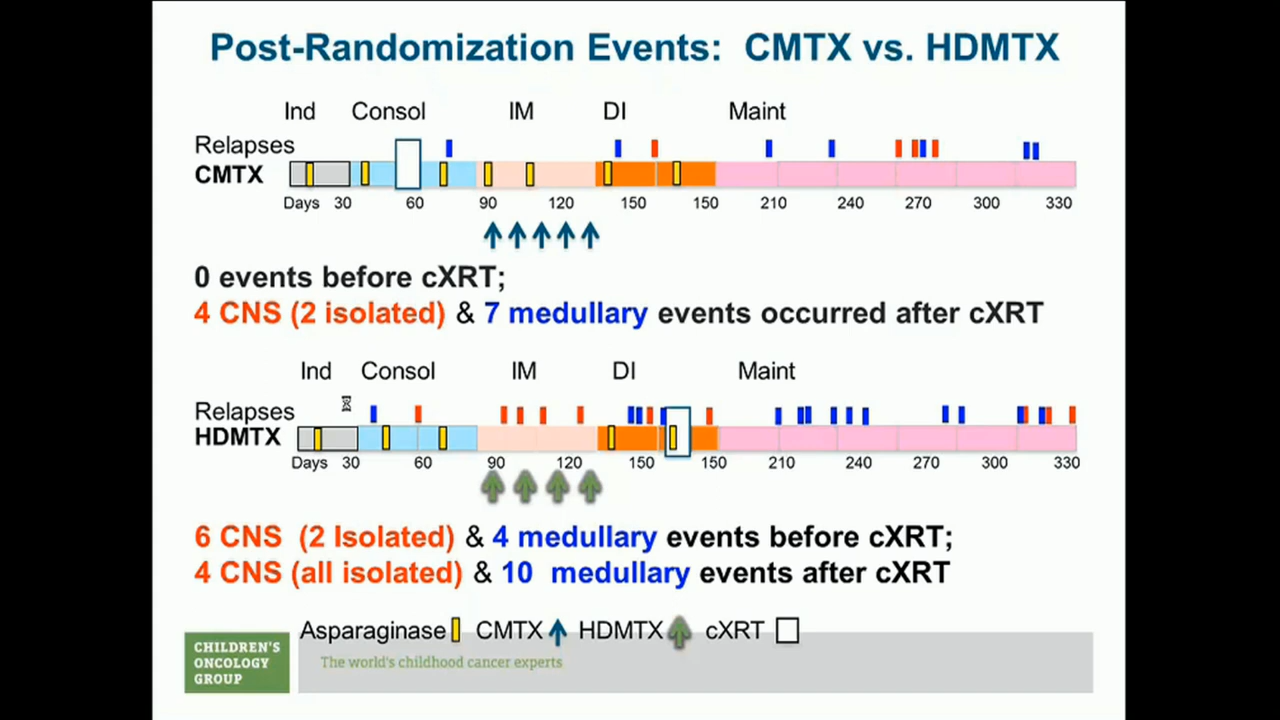 Post-Randomization Events: CMTX vs. HDMTX
Ind Consol IM DI Maint
Relapses
CMTX
Days 30 60 90 120 150 150 210 240 270 300 330
0 events before cXRT;
4 CNS (2 isolated) & 7 medullary events occurred after cXRT
Ind Consol IM DI Maint
Relapses
HDMTX
Days 30 60 90 120 150 150 210 240 270 300 330
6 CNS (2 Isolated) & 4 medullary events before cXRT;
4 CNS (all isolated) & 10 medullary events after cXRT
Asparaginase CMTX HDMTX cXRT
CHILDREN'S
ONCOLOGY
GROUP
The world's childhood cancer experts